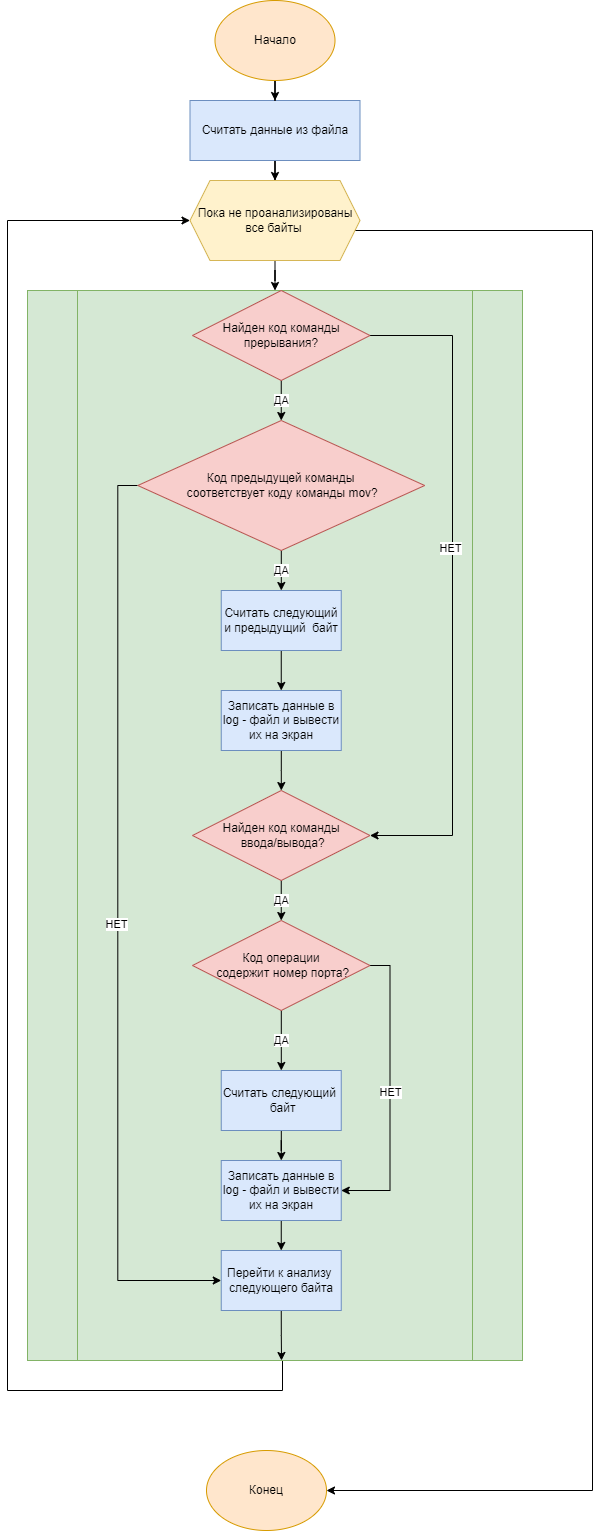 Начало
Считать данные из файла
Пока не проанализированы
все байты
Найден код команды
прерывания?
ДА
Код предыдущей команды
соответствует коду команды mov?
НЕТ
ДА
Считать следующий
и предыдущий байт
Записать данные в
log - файл и вывести
их на экран
Найден код команды
ввода/вывода?
ДА
НЕТ
Код операции
содержит номер порта?
ДА
НЕТ
Считать следующий
байт
Записать данные в
log - файл и вывести
их на экран
Перейти к анализу
следующего байта
Конец